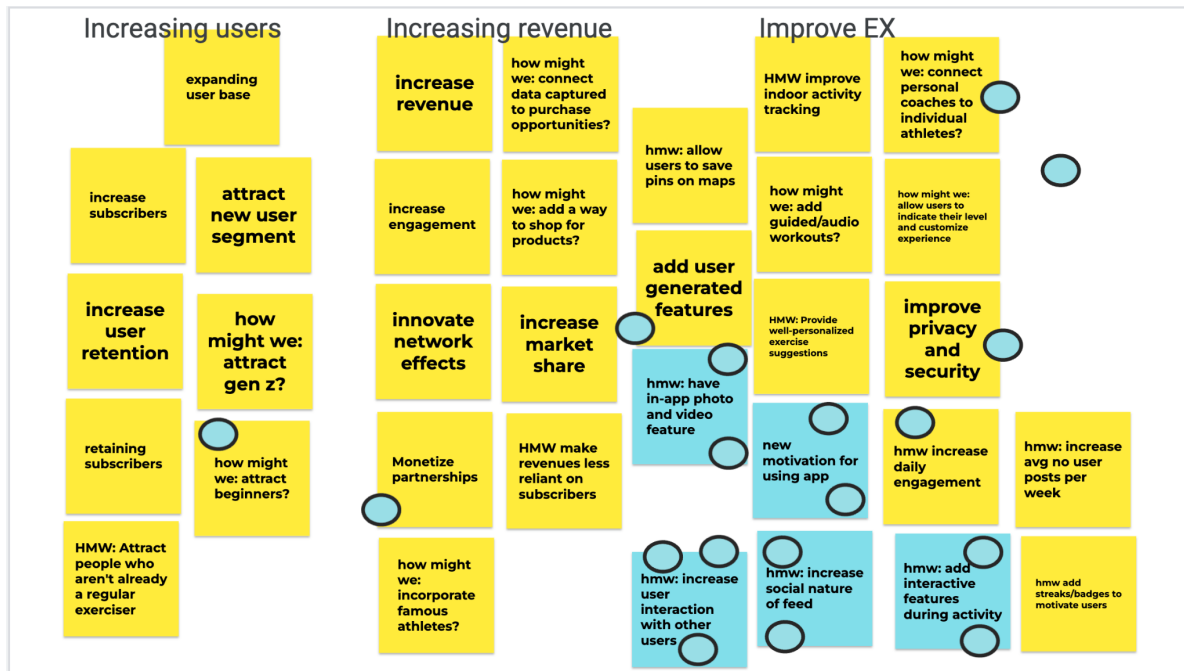 Increasing users
expanding
user base
increase
subscribers
attract
new user
segment
increase
user
retention
how
might we:
attract
gen z?
retaining
subscribers
how might
we: attract
beginners?
HMW: Attract
people who
aren't already
a regular
exerciser
Increasing revenue
increase
revenue
how might
we: connect
data captured
to purchase
opportunities?
increase
engagement
how might
we: add a way
to shop for
products?
innovate
network
effects
increase
market
share
Monetize
partnerships
HMW make
revenues less
reliant on
subscribers
how might
we:
incorporate
famous
athletes?
Improve EX
hmw: allow
users to save
pins on maps
HMW improve
indoor activity
tracking
how might
we: connect
personal
coaches to
individual
athletes?
how might
we: add
guided/audio
workouts?
how might we:
allow users to
indicate their level
and customize
experience
add user
generated
features
HMW: Provide
well-personalized
exercise
suggestions
improve
privacy
and
security
hmw: have
in-app photo
and video
feature
new
motivation for
using app
hmw increase
daily
engagement
hmw: increase
avg no user
posts per
week
hmw: increase
user
interaction
with other
users
hmw: increase
social nature
of feed
hmw: add
interactive
features
during activity
hmw add
streaks/badges to
motivate users